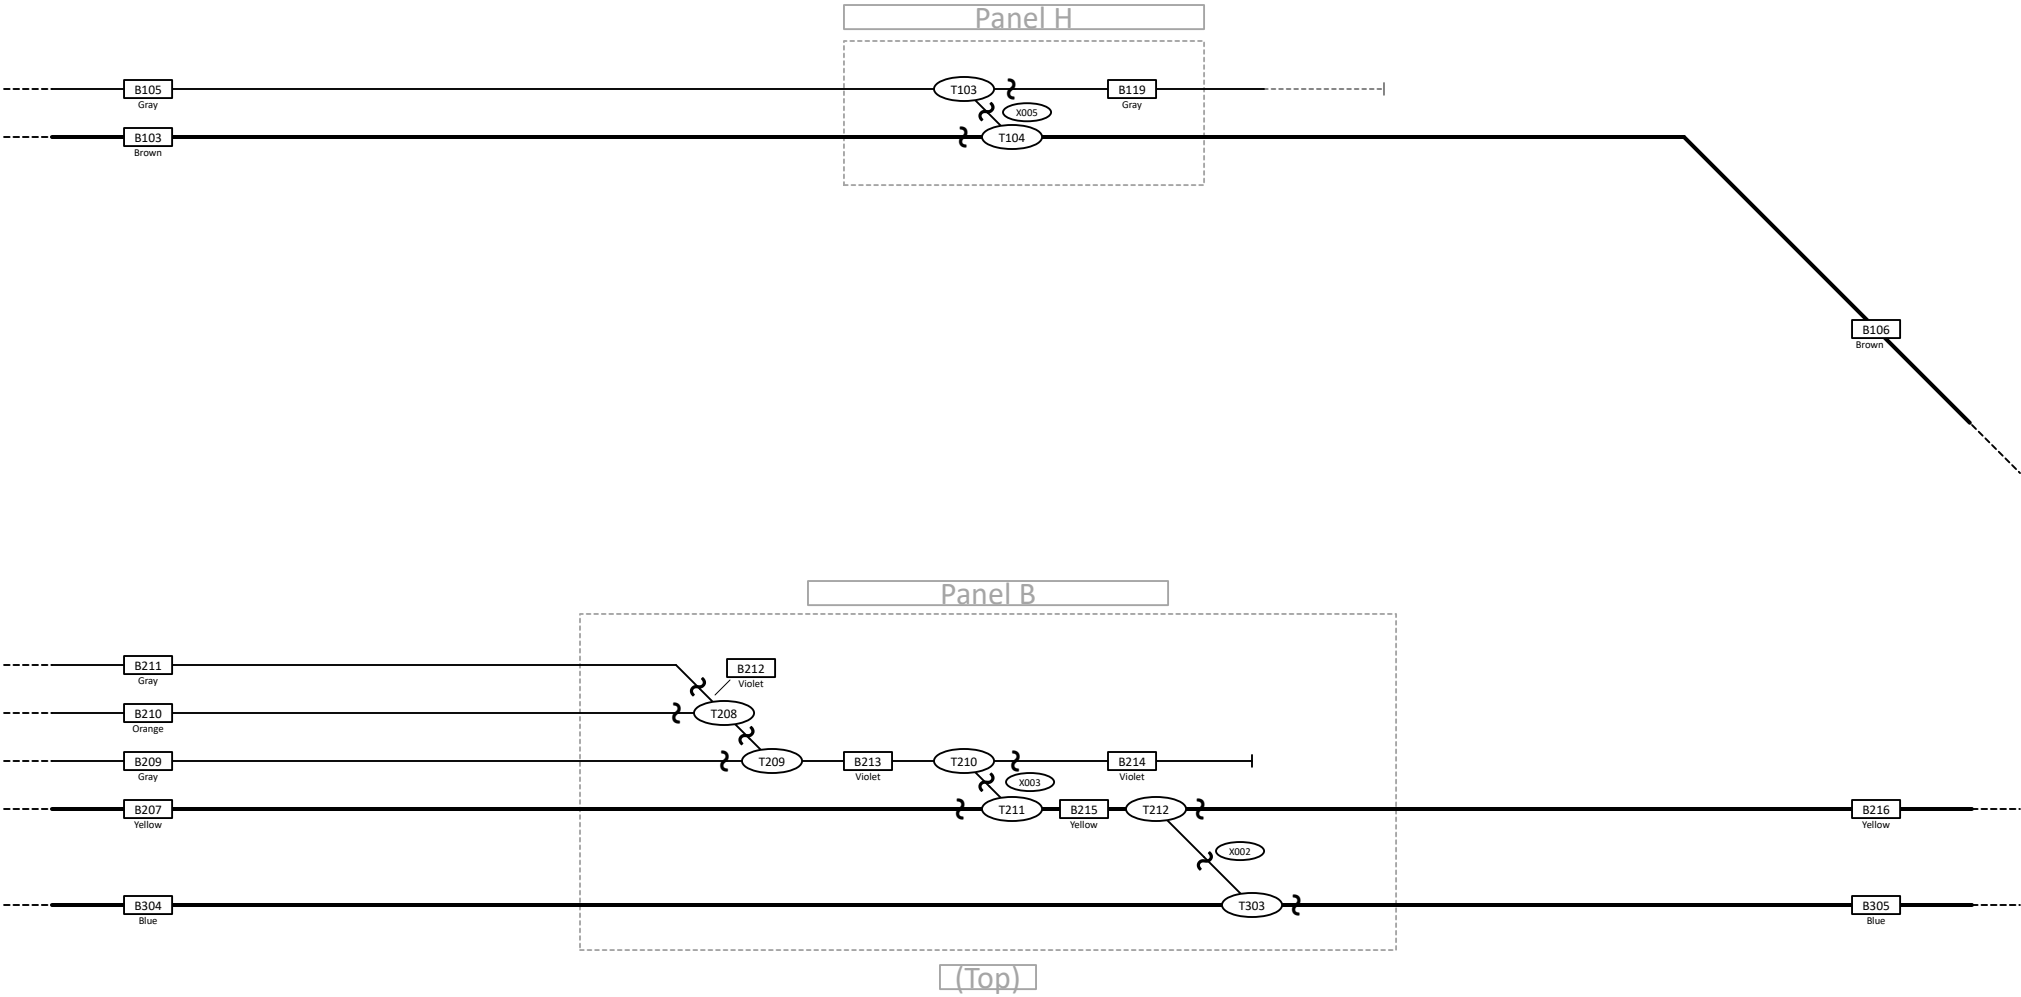 Panel H
B105
Gray
T103
B119
Gray
X005
B103
Brown
T104
B106
Brown
Panel B
B211
Gray
B212
Violet
B210
Orange
T208
B209
Gray
T209
B213
Violet
T210
B214
Violet
X003
B207
Yellow
T211
B215
Yellow
T212
B216
Yellow
X002
B304
Blue
T303
B305
Blue
(Top)